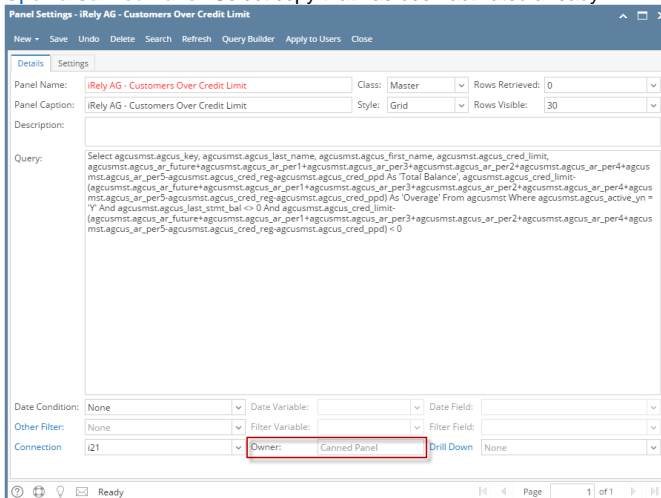 Panel Settings - iRely AG - Customers Over Credit Limit
New Save Undo Delete Search Refresh Query Builder Apply to Users Close
Details Settings
Panel Name: iRely AG - Customers Over Credit Limit Class: Master Rows Retrieved: 0
Panel Caption: iRely AG - Customers Over Credit Limit Style: Grid Rows Visible: 30
Description:
Query: Select agcusmst.agcus_key, agcusmst.agcus_last_name, agcusmst.agcus_first_name, agcusmst.agcus_cred_limit,
agcusmst.agcus_ar_future+agcusmst.agcus_ar_per1+agcusmst.agcus_ar_per3+agcusmst.agcus_ar_per2+agcusmst.agcus_ar_per4+agcus
mst.agcus_ar_per5-agcusmst.agcus_cred_reg-agcusmst.agcus_cred_ppd As 'Total Balance', agcusmst.agcus_cred_limit-
(agcusmst.agcus_ar_future+agcusmst.agcus_ar_per1+agcusmst.agcus_ar_per3+agcusmst.agcus_ar_per2+agcusmst.agcus_ar_per4+agcus
mst.agcus_ar_per5-agcusmst.agcus_cred_reg-agcusmst.agcus_cred_ppd) As 'Overage' From agcusmst Where agcusmst.agcus_active_yn =
'Y' And agcusmst.agcus_last_stmt_bal <> 0 And agcusmst.agcus_cred_limit-
(agcusmst.agcus_ar_future+agcusmst.agcus_ar_per1+agcusmst.agcus_ar_per3+agcusmst.agcus_ar_per2+agcusmst.agcus_ar_per4+agcus
mst.agcus_ar_per5-agcusmst.agcus_cred_reg-agcusmst.agcus_cred_ppd) < 0
Date Condition: None Date Variable: Date Field:
Other Filter: None Filter Variable: Filter Field:
Connection i21 Owner: Canned Panel Drill Down None
Ready Page 1 of 1